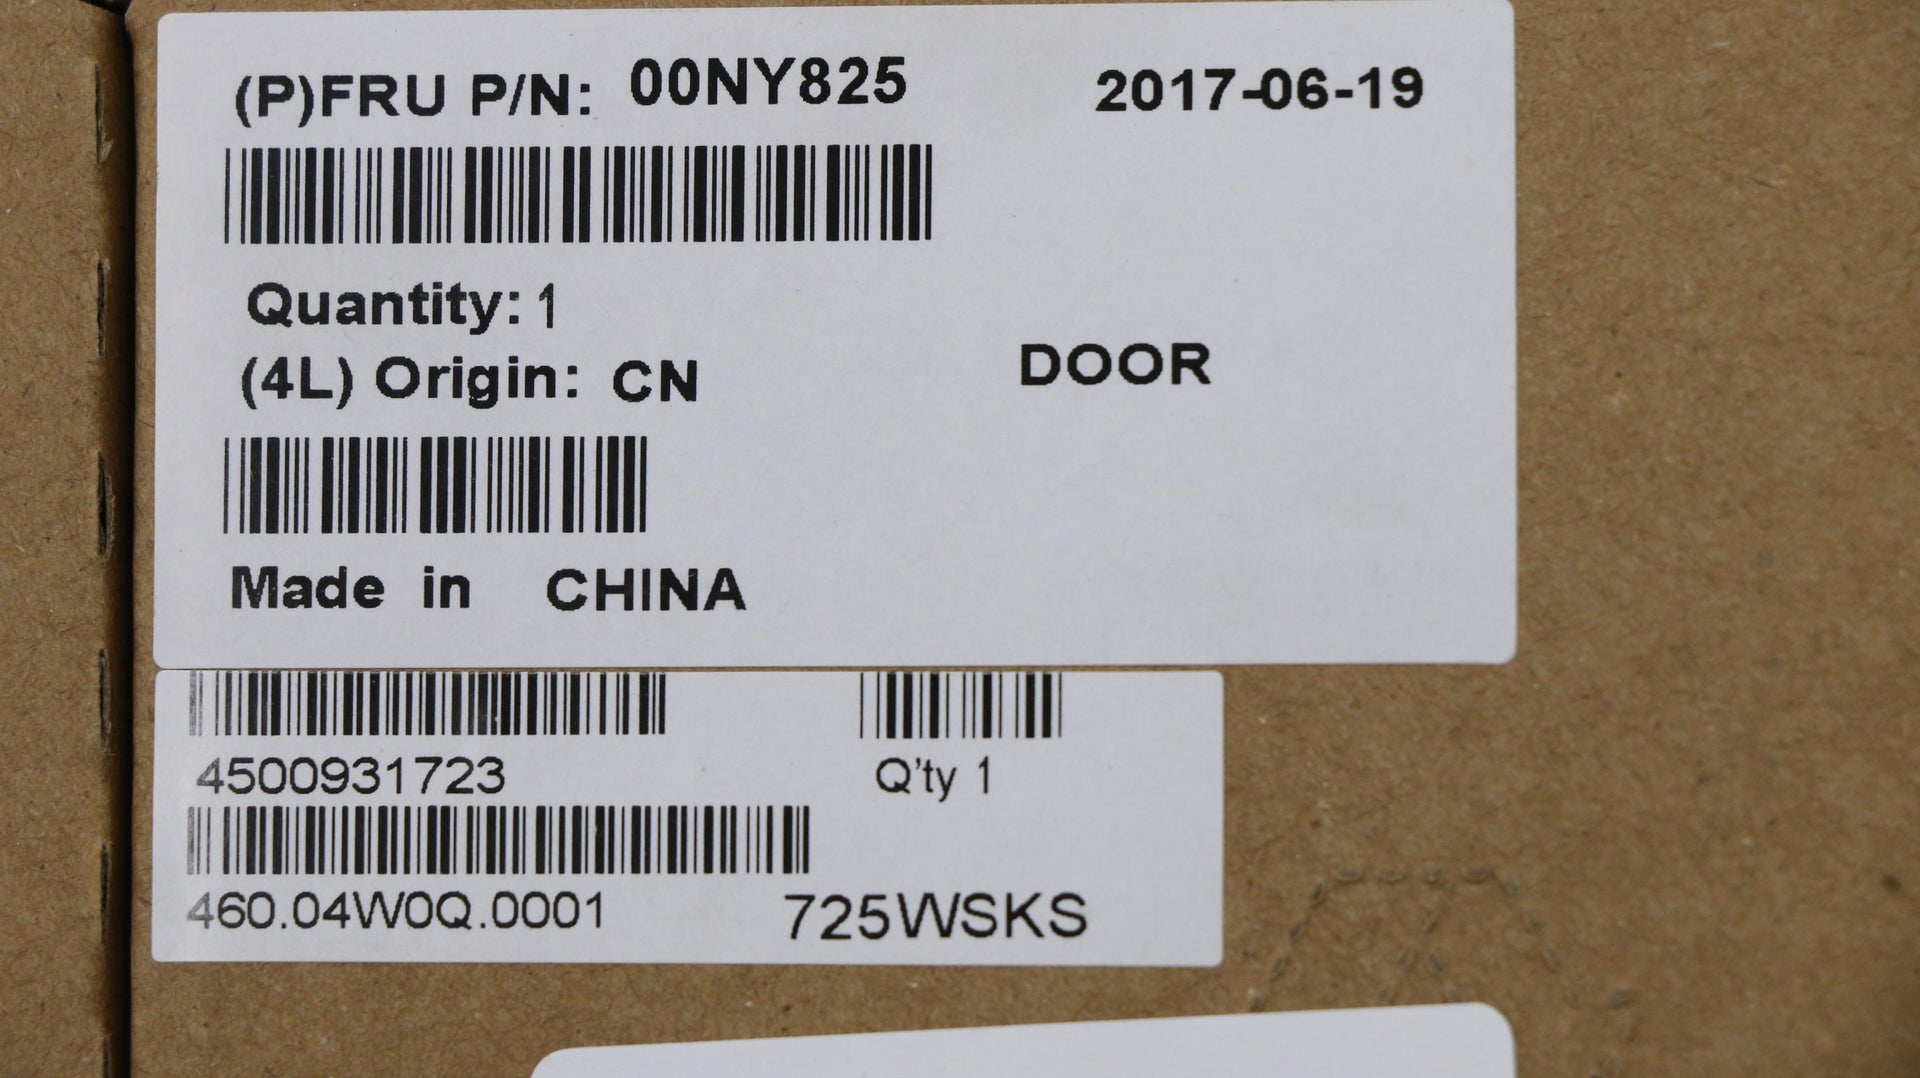 (P)FRU P/N: 00NY825 2017-06-19
Quantity: 1
(4L) Origin: CN DOOR
Made in CHINA
4500931723 Q'ty 1
460.04W0Q.0001 725WSKS